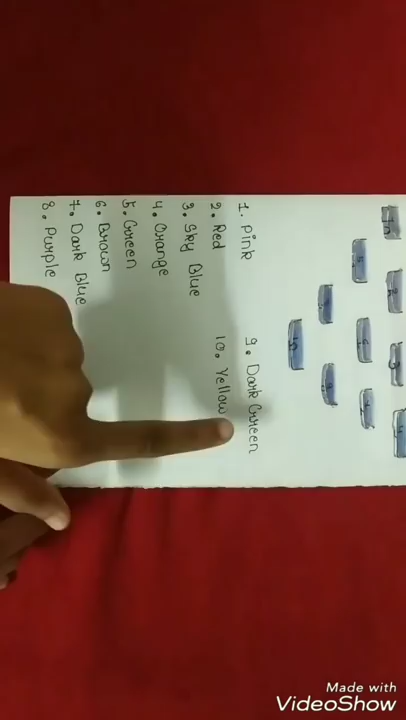 1. Pink
2. Red
3. Sky Blue
4. Orange
5. Green
6. Brown
7. Dark Blue
8. Purple
9. Dark Green
10. Yellow
Made with
VideoShow